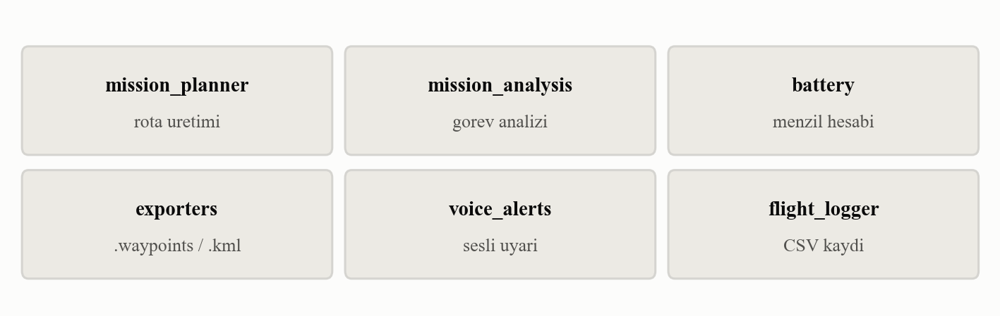 mission_planner
rota uretimi
mission_analysis
gorev analizi
battery
menzil hesabi
exporters
.waypoints / .kml
voice_alerts
sesli uyari
flight_logger
CSV kaydi